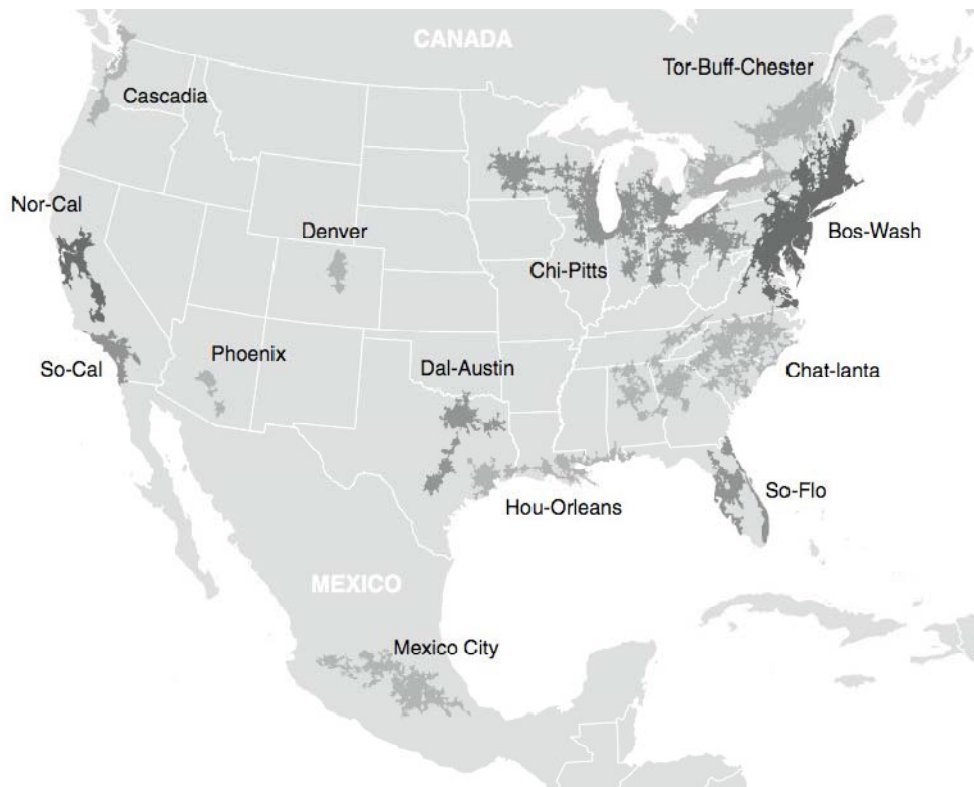 CANADA
Tor-Buff-Chester
Cascadia
Nor-Cal
Denver
Bos-Wash
Chi-Pitts
So-Cal
Phoenix
Dal-Austin
Chat-lanta
So-Flo
Hou-Orleans
MEXICO
Mexico City